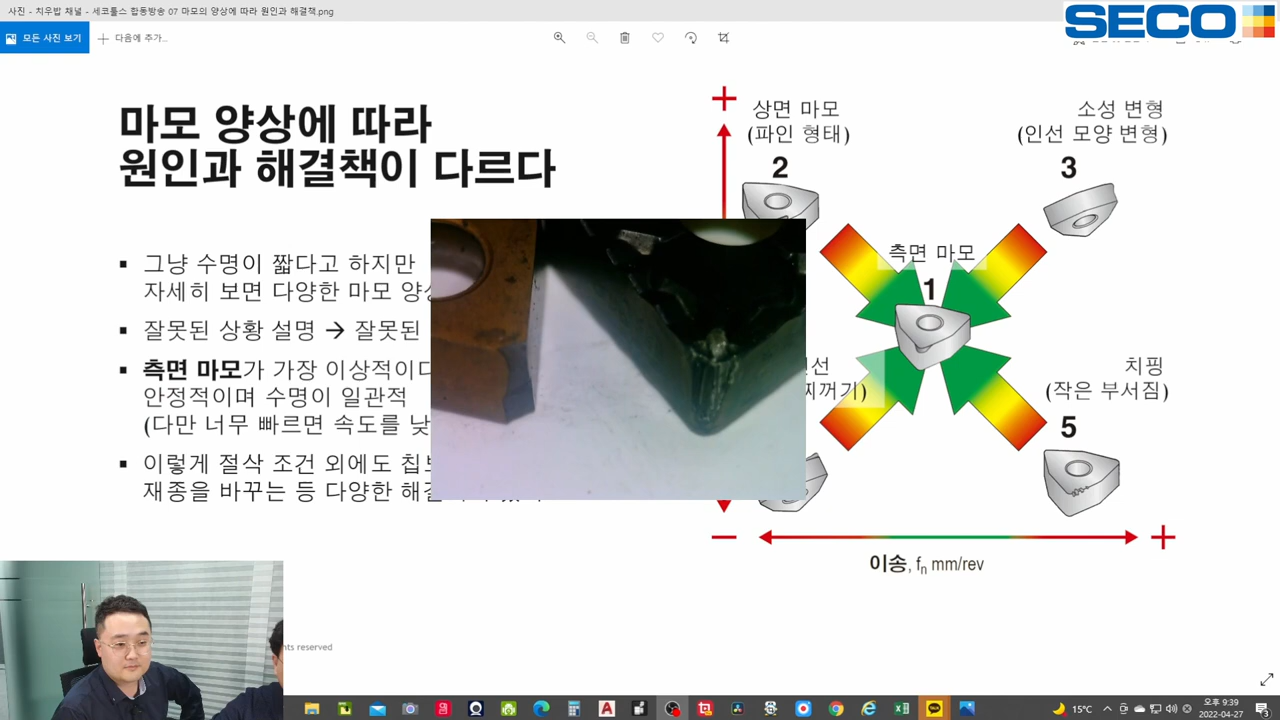 사진 - 치우밥 채널 - 세코툴스 합동방송 07 마모의 양상에 따라 원인과 해결책.png
SECO
모든 사진 보기
다음에 추가...
마모 양상에 따라
원인과 해결책이 다르다
▪ 그냥 수명이 짧다고 하지만
자세히 보면 다양한 마모
▪ 잘못된 상황 설명 → 잘못된
▪ 측면 마모가 가장 이상적이다
안정적이며 수명이 일관적
(다만 너무 빠르면 속도를
▪ 이렇게 절삭 조건 외에도
재종을 바꾸는 등 다양한
+
상면 마모
(파인 형태)
2
소성 변형
(인선 모양 변형)
3
측면 마모
1
찌꺼기)
치핑
(작은 부서짐)
5
− +
이송, fn mm/rev
nts reserved
15°C
오후 9:39
2022-04-27
3